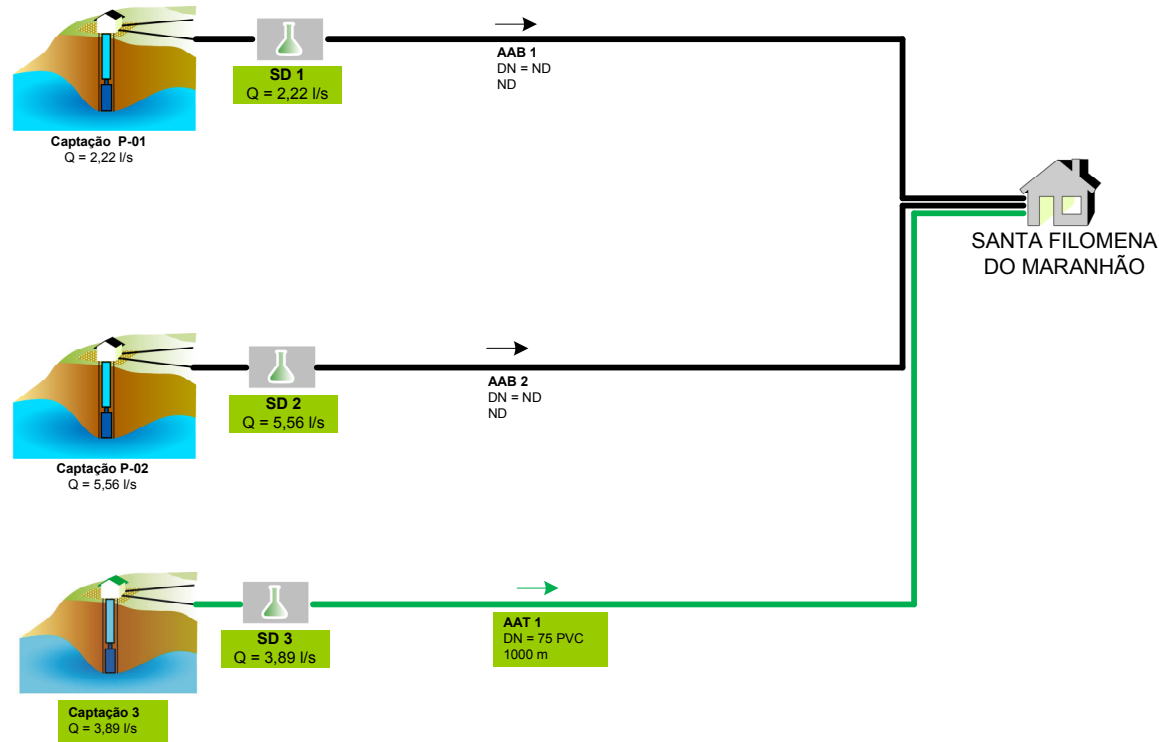 SD 1
Q = 2,22 l/s
AAB 1
DN = ND
ND
Captação P-01
Q = 2,22 l/s
SANTA FILOMENA
DO MARANHÃO
SD 2
Q = 5,56 l/s
AAB 2
DN = ND
ND
Captação P-02
Q = 5,56 l/s
SD 3
Q = 3,89 l/s
AAT 1
DN = 75 PVC
1000 m
Captação 3
Q = 3,89 l/s